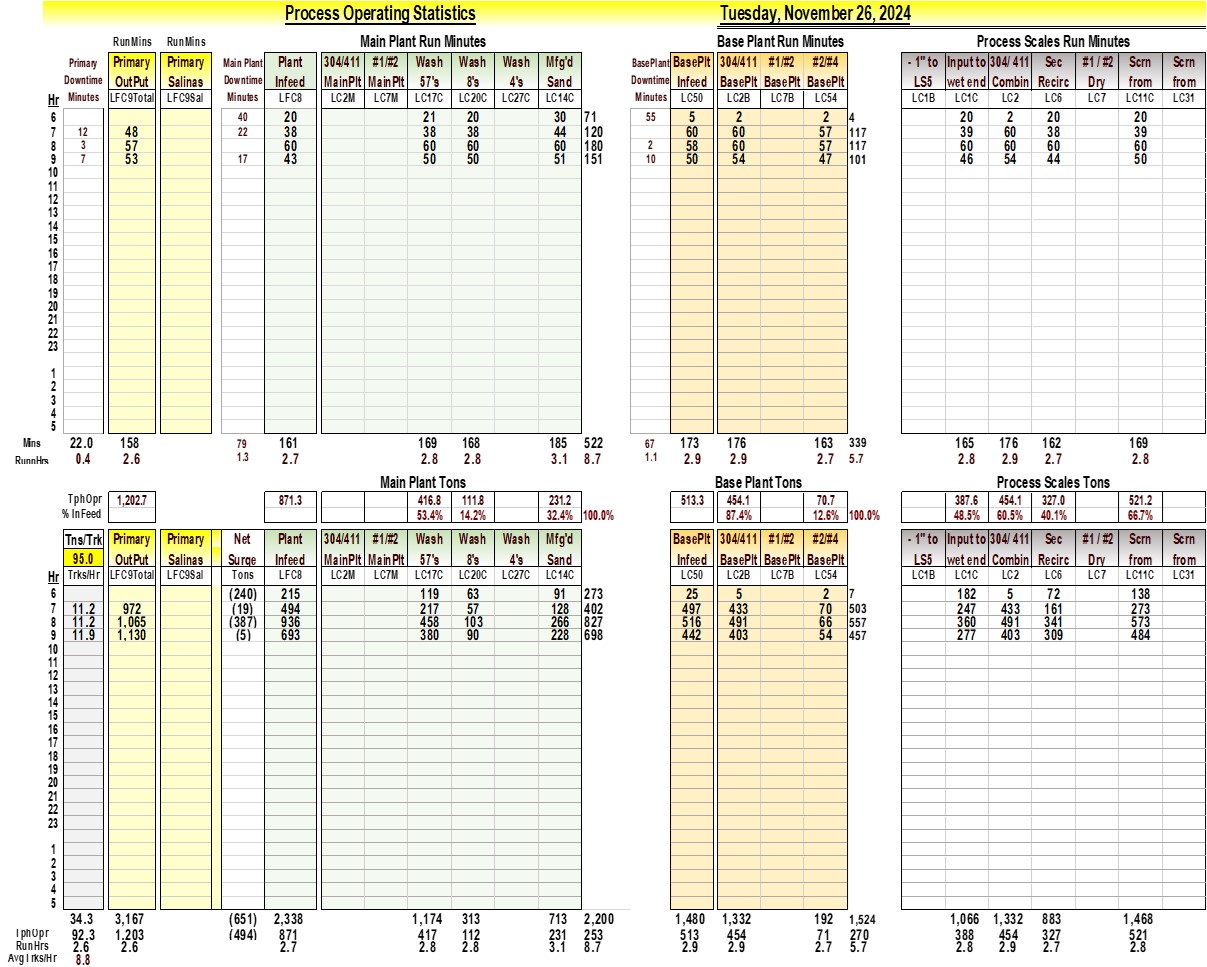 Process Operating Statistics Tuesday, November 26, 2024
RunMins RunMins Main Plant Run Minutes Base Plant Run Minutes Process Scales Run Minutes
Primary Primary Primary Main Plant Plant 304/411 #1/#2 Wash Wash Wash Mfg'd BasePlant BasePlt 304/411 #1/#2 #2/#4 - 1" to Input to 304/ 411 Sec #1 / #2 Scrn Scrn
Downtime OutPut Salinas Downtime Infeed MainPlt MainPlt 57's 8's 4's Sand Downtime Infeed BasePlt BasePlt BasePlt LS5 wet end Combin Recirc Dry from from
Hr Minutes LFC9Total LFC9Sal Minutes LFC8 LC2M LC7M LC17C LC20C LC27C LC14C Minutes LC50 LC2B LC7B LC54 LC1B LC1C LC2 LC6 LC7 LC11C LC31
6 40 20 21 20 30 71 55 5 2 2 4 20 2 20 20
7 12 48 22 38 38 38 44 120 60 60 57 117 39 60 38 39
8 3 57 60 60 60 60 180 2 58 60 57 117 60 60 60 60
9 7 53 17 43 50 50 51 151 10 50 54 47 101 46 54 44 50
10
11
12
13
14
15
16
17
18
19
20
21
22
23
1
2
3
4
5
Mins 22.0 158 79 161 169 168 185 522 67 173 176 163 339 165 176 162 169
RunnHrs 0.4 2.6 1.3 2.7 2.8 2.8 3.1 8.7 1.1 2.9 2.9 2.7 5.7 2.8 2.9 2.7 2.8
Main Plant Tons Base Plant Tons Process Scales Tons
TphOpr 1,202.7 871.3 416.8 111.8 231.2 513.3 454.1 70.7 387.6 454.1 327.0 521.2
% InFeed 53.4% 14.2% 32.4% 100.0% 87.4% 12.6% 100.0% 48.5% 60.5% 40.1% 66.7%
Tns/Trk Primary Primary Net Plant 304/411 #1/#2 Wash Wash Wash Mfg'd BasePlt 304/411 #1/#2 #2/#4 - 1" to Input to 304/ 411 Sec #1 / #2 Scrn Scrn
95.0 OutPut Salinas Surge Infeed MainPlt MainPlt 57's 8's 4's Sand Infeed BasePlt BasePlt BasePlt LS5 wet end Combin Recirc Dry from from
Hr Trks/Hr LFC9Total LFC9Sal Tons LFC8 LC2M LC7M LC17C LC20C LC27C LC14C LC50 LC2B LC7B LC54 LC1B LC1C LC2 LC6 LC7 LC11C LC31
6 (240) 215 119 63 91 273 25 5 2 7 182 5 72 138
7 11.2 972 (19) 494 217 57 128 402 497 433 70 503 247 433 161 273
8 11.2 1,065 (387) 936 458 103 266 827 516 491 66 557 360 491 341 573
9 11.9 1,130 (5) 693 380 90 228 698 442 403 54 457 277 403 309 484
10
11
12
13
14
15
16
17
18
19
20
21
22
23
1
2
3
4
5
34.3 3,167 (651) 2,338 1,174 313 713 2,200 1,480 1,332 192 1,524 1,066 1,332 883 1,468
TphOpr 92.3 1,203 (494) 871 417 112 231 253 513 454 71 270 388 454 327 521
RunHrs 2.6 2.6 2.7 2.8 2.8 3.1 8.7 2.9 2.9 2.7 5.7 2.8 2.9 2.7 2.8
AvgTrks/Hr 8.8